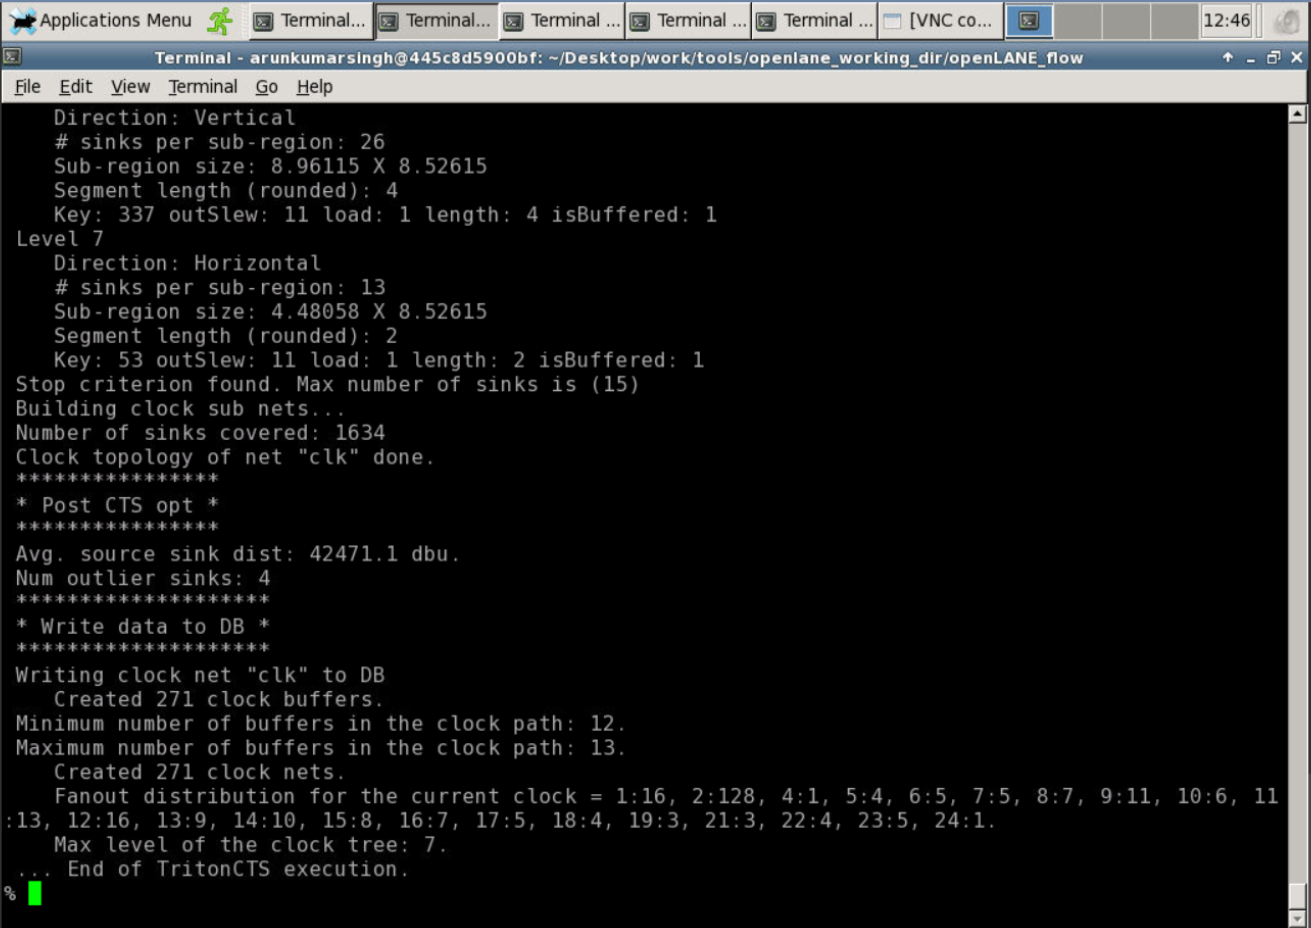 Applications Menu Terminal... Terminal... Terminal ... Terminal ... Terminal ... [VNC co... 12:46
Terminal - arunkumarsingh@445c8d5900bf: ~/Desktop/work/tools/openlane_working_dir/openLANE_flow
File Edit View Terminal Go Help
Direction: Vertical
# sinks per sub-region: 26
Sub-region size: 8.96115 X 8.52615
Segment length (rounded): 4
Key: 337 outSlew: 11 load: 1 length: 4 isBuffered: 1
Level 7
Direction: Horizontal
# sinks per sub-region: 13
Sub-region size: 4.48058 X 8.52615
Segment length (rounded): 2
Key: 53 outSlew: 11 load: 1 length: 2 isBuffered: 1
Stop criterion found. Max number of sinks is (15)
Building clock sub nets...
Number of sinks covered: 1634
Clock topology of net "clk" done.
****************
* Post CTS opt *
****************
Avg. source sink dist: 42471.1 dbu.
Num outlier sinks: 4
********************
* Write data to DB *
********************
Writing clock net "clk" to DB
Created 271 clock buffers.
Minimum number of buffers in the clock path: 12.
Maximum number of buffers in the clock path: 13.
Created 271 clock nets.
Fanout distribution for the current clock = 1:16, 2:128, 4:1, 5:4, 6:5, 7:5, 8:7, 9:11, 10:6, 11
:13, 12:16, 13:9, 14:10, 15:8, 16:7, 17:5, 18:4, 19:3, 21:3, 22:4, 23:5, 24:1.
Max level of the clock tree: 7.
... End of TritonCTS execution.
%